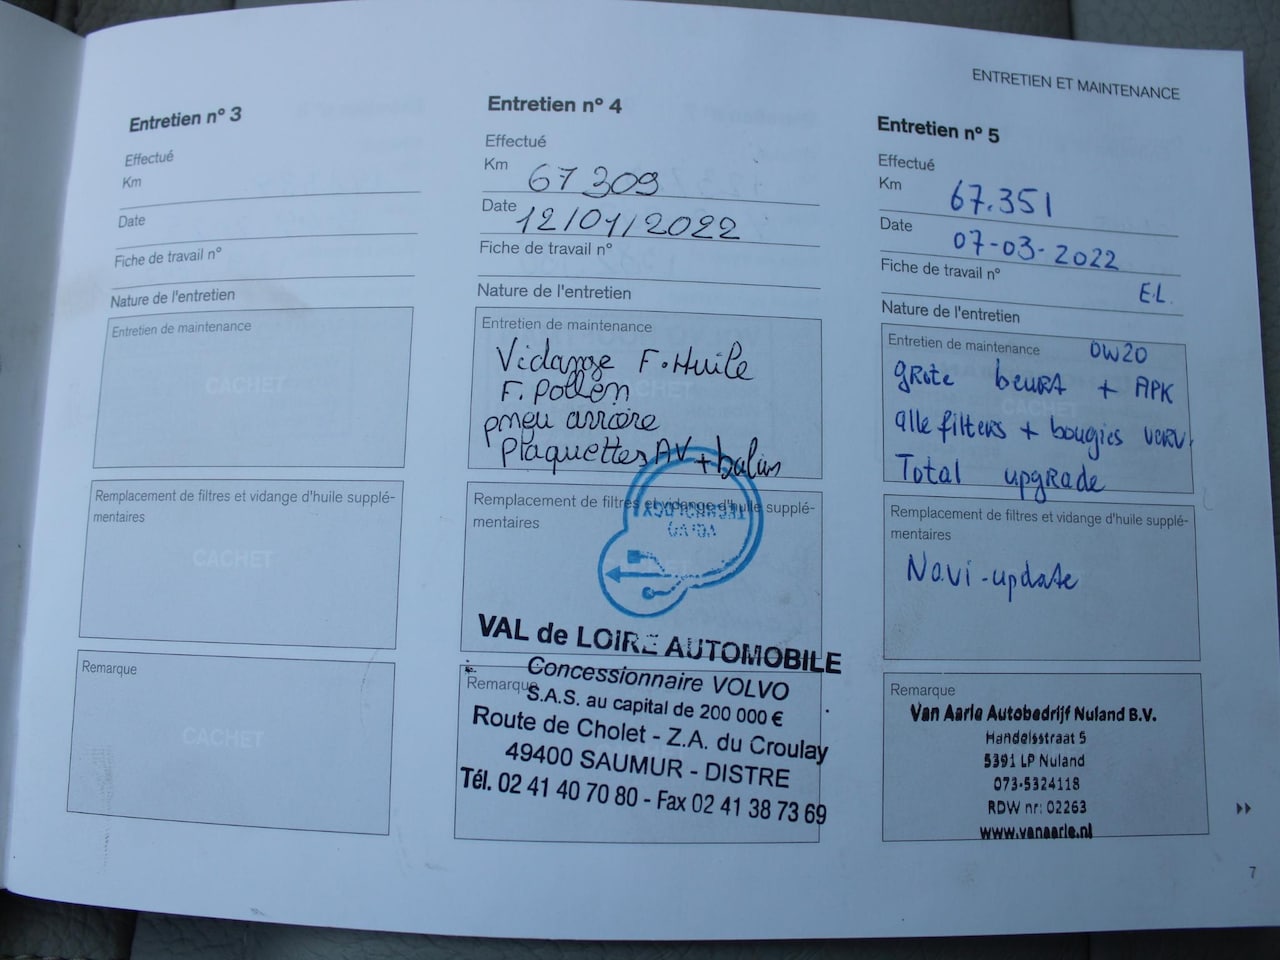 ENTRETIEN ET MAINTENANCE
Entretien nº 3
Effectué
Km
Date
Fiche de travail nº
Nature de l'entretien
Entretien de maintenance
CACHET
Remplacement de filtres et vidange d'huile supplé-
mentaires
CACHET
Remarque
CACHET
Entretien nº 4
Effectué
Km 67 309
Date 12/01/2022
Fiche de travail nº
Nature de l'entretien
Entretien de maintenance
Vidange F.Huile
F. Pollen
pneu arrière
Plaquettes AV + balais
Remplacement de filtres et vidange d'huile supplé-
mentaires
VAL de LOIRE AUTOMOBILE
Concessionnaire VOLVO
Remarque
S.A.S. au capital de 200 000 €
Route de Cholet - Z.A. du Croulay
49400 SAUMUR - DISTRE
Tél. 02 41 40 70 80 - Fax 02 41 38 73 69
Entretien nº 5
Effectué
Km 67.351
Date 07-03-2022
Fiche de travail nº
E.L.
Nature de l'entretien
Entretien de maintenance 0W20
grote beurt + APK
alle filters + bougies verv
Total upgrade
Remplacement de filtres et vidange d'huile supplé-
mentaires
Navi-update
Remarque
Van Aarle Autobedrijf Nuland B.V.
Handelsstraat 5
5391 LP Nuland
073-5324118
RDW nr: 02263
www.vanaarle.nl
7